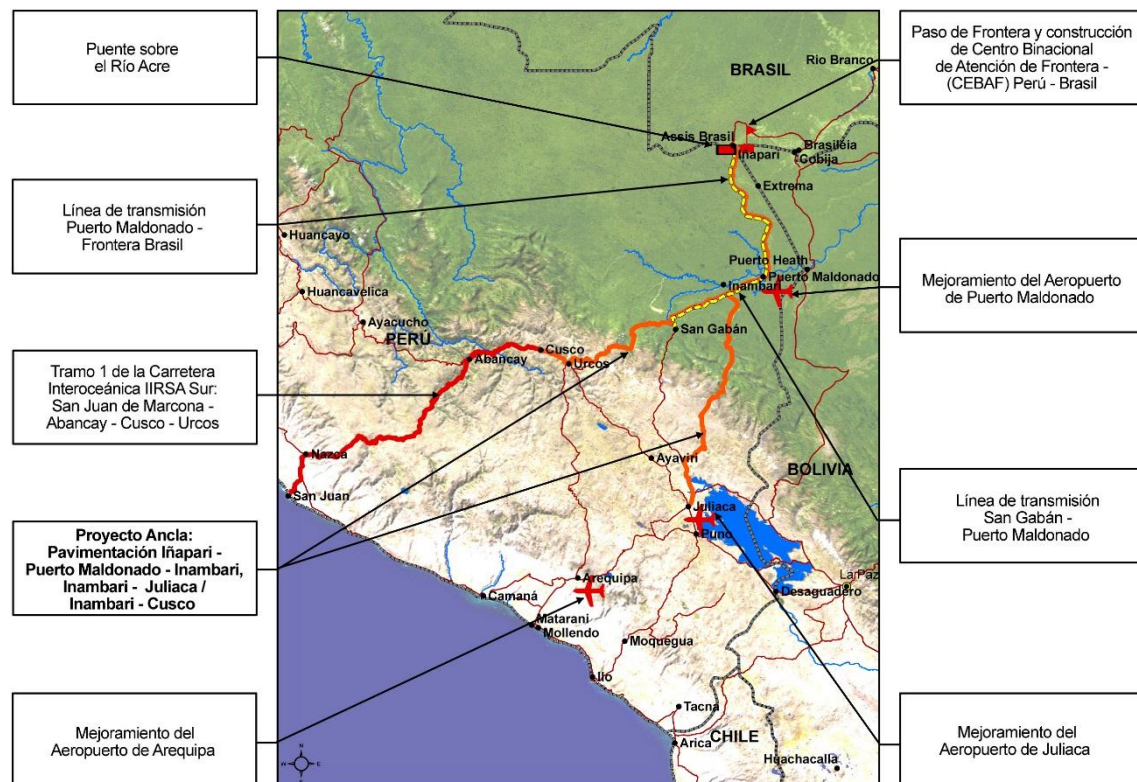 Puente sobre
el Río Acre
Línea de transmisión
Puerto Maldonado -
Frontera Brasil
Tramo 1 de la Carretera
Interoceánica IIRSA Sur:
San Juan de Marcona -
Abancay - Cusco - Urcos
Proyecto Ancla:
Pavimentación Iñapari -
Puerto Maldonado - Inambari,
Inambari - Juliaca /
Inambari - Cusco
Mejoramiento del
Aeropuerto de Arequipa
BRASIL
Rio Branco
Assis Brasil
Iñapari
Brasiléia
Cobija
Extrema
Huancayo
Puerto Heath
Puerto Maldonado
Inambari
Huancavelica
Ayacucho
PERÚ
San Gabán
Cusco
Abancay
Urcos
Nazca
Ayaviri
BOLIVIA
San Juan
Juliaca
Puno
Arequipa
La Paz
Desaguadero
Camaná
Matarani
Mollendo
Moquegua
Ilo
Tacna
CHILE
Arica
Huachacalla
N
S
E
W
Paso de Frontera y construcción
de Centro Binacional
de Atención de Frontera -
(CEBAF) Perú - Brasil
Mejoramiento del Aeropuerto
de Puerto Maldonado
Línea de transmisión
San Gabán -
Puerto Maldonado
Mejoramiento del
Aeropuerto de Juliaca